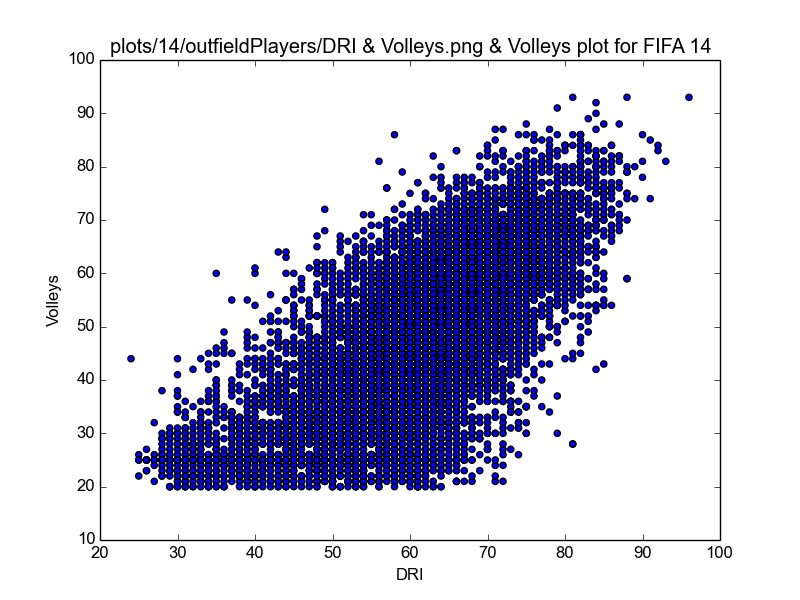 plots/14/outfieldPlayers/DRI & Volleys.png & Volleys plot for FIFA 14
100
90
80
70
60
50
40
30
20
10
Volleys
20 30 40 50 60 70 80 90 100
DRI